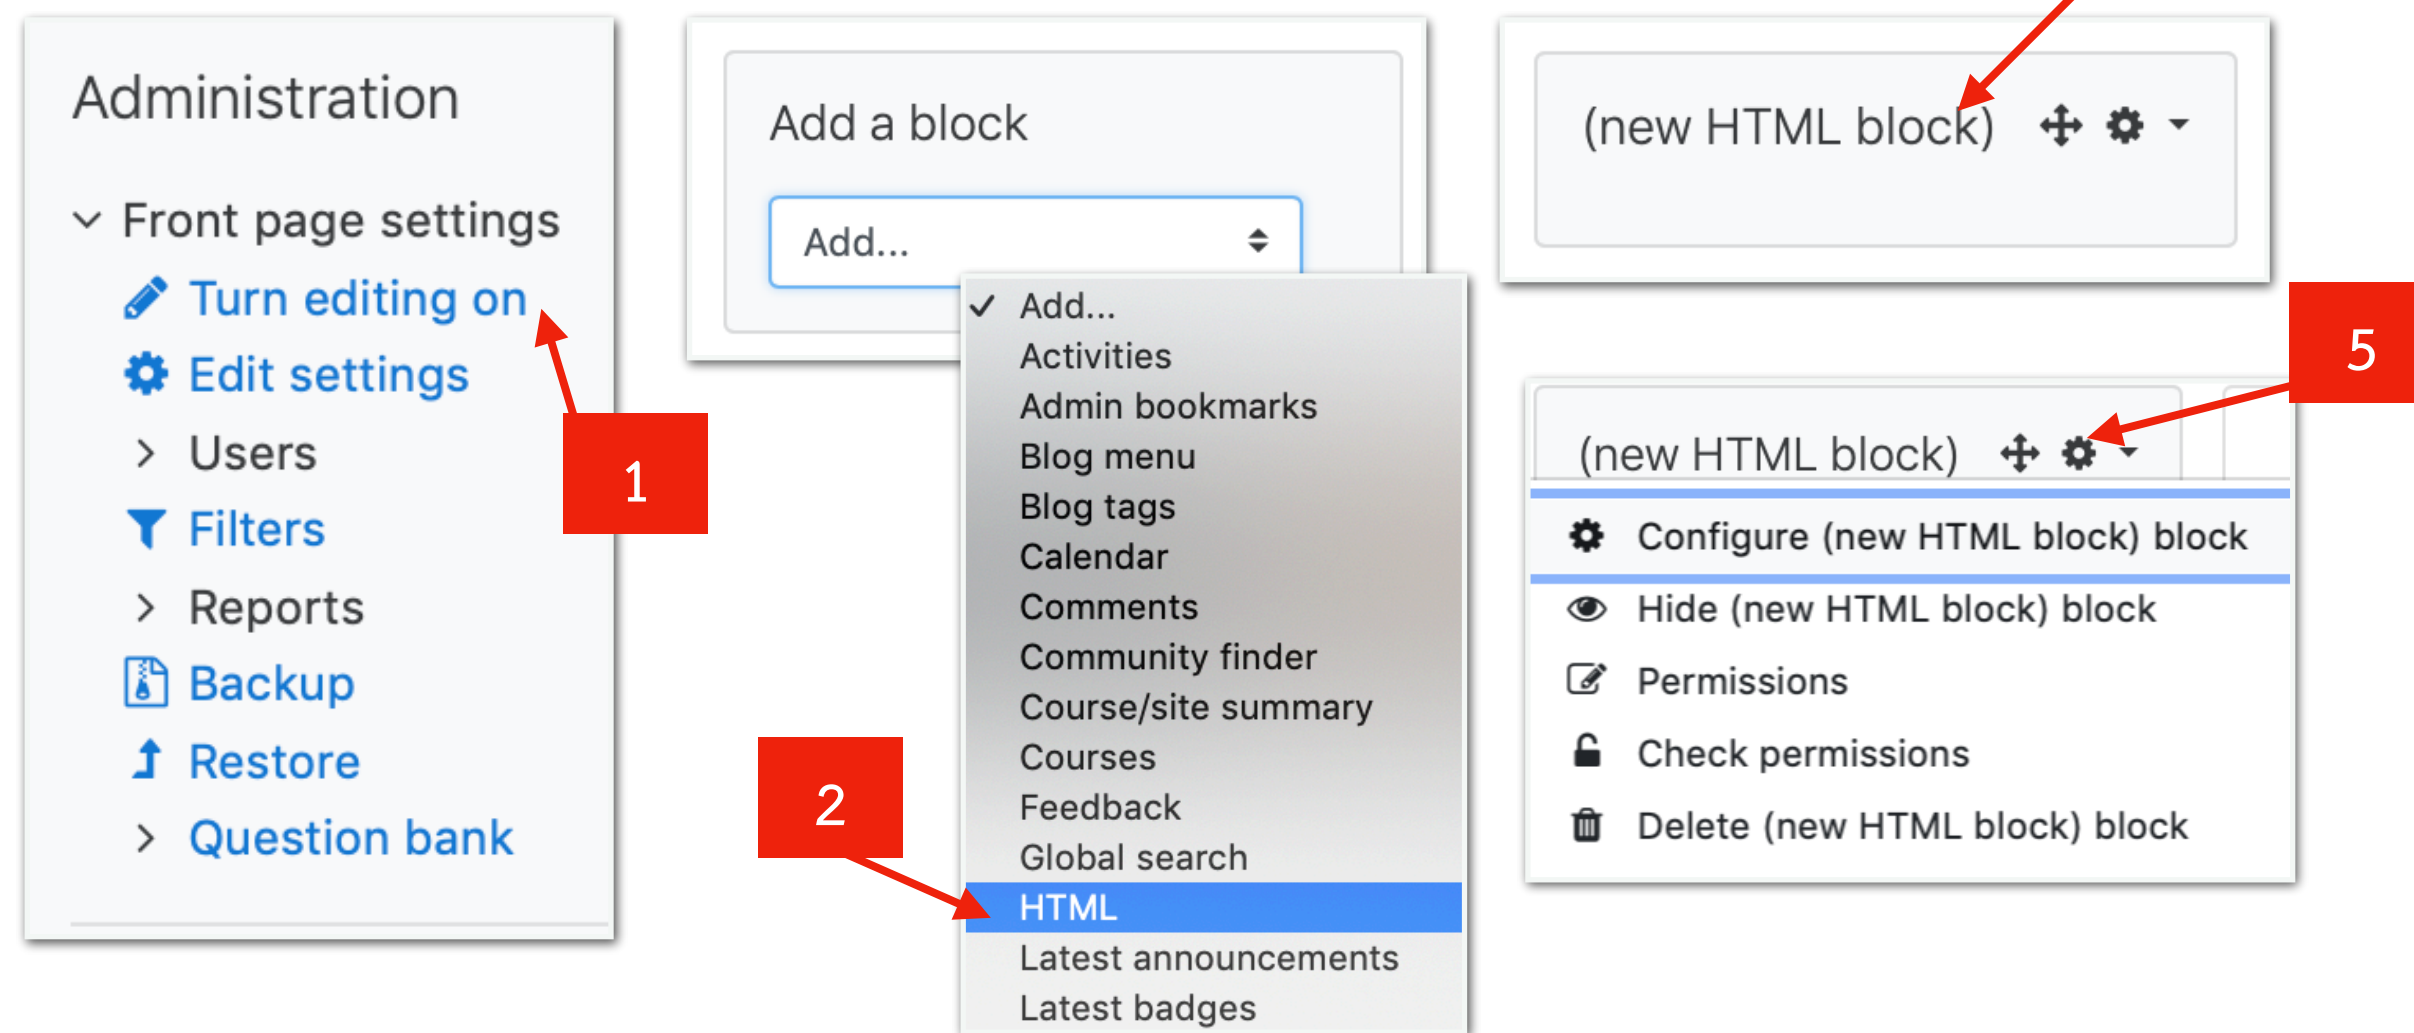 Administration
Front page settings
Turn editing on
Edit settings
Users
Filters
Reports
Backup
Restore
Question bank
1
Add a block
Add...
Add...
Activities
Admin bookmarks
Blog menu
Blog tags
Calendar
Comments
Community finder
Course/site summary
Courses
Feedback
Global search
HTML
Latest announcements
Latest badges
2
(new HTML block)
5
(new HTML block)
Configure (new HTML block) block
Hide (new HTML block) block
Permissions
Check permissions
Delete (new HTML block) block